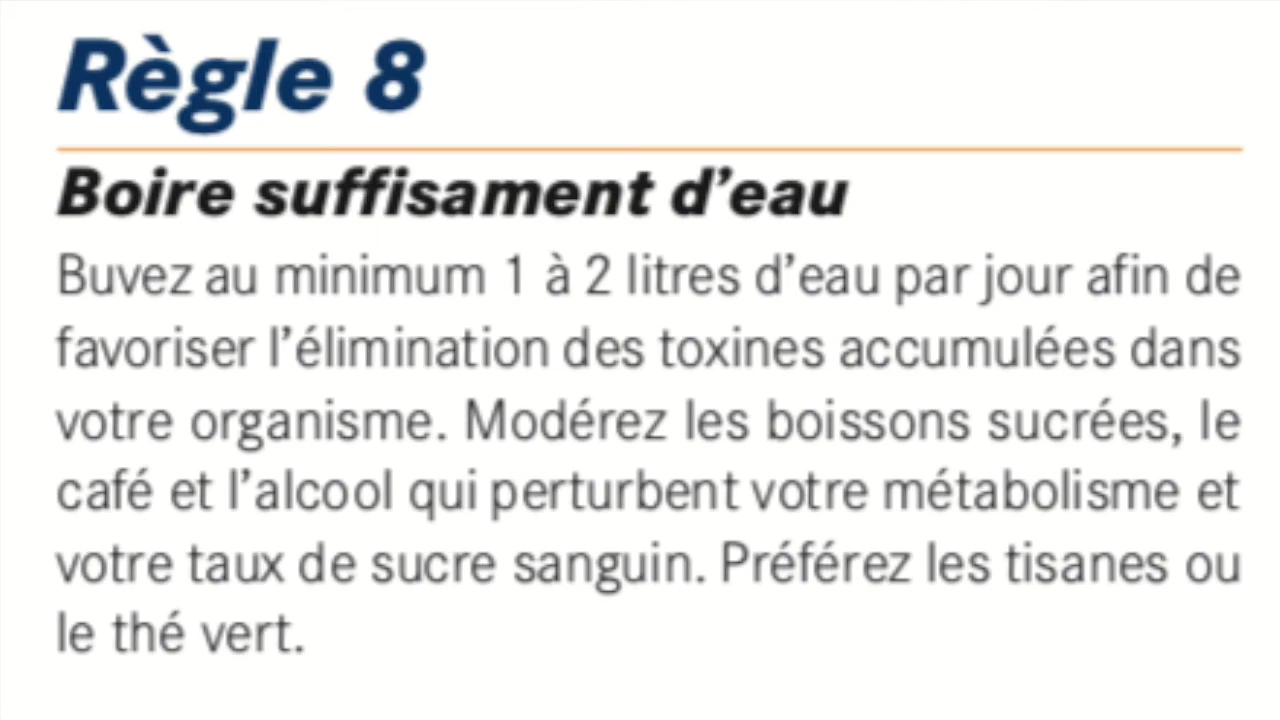 Règle 8
Boire suffisament d’eau
Buvez au minimum 1 à 2 litres d’eau par jour afin de
favoriser l’élimination des toxines accumulées dans
votre organisme. Modérez les boissons sucrées, le
café et l’alcool qui perturbent votre métabolisme et
votre taux de sucre sanguin. Préférez les tisanes ou
le thé vert.